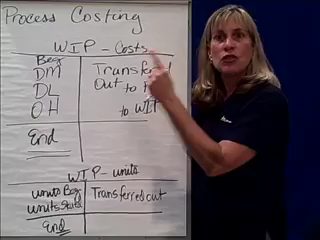 Process Costing
WIP - Costs
Beg
DM
DL
OH
Transferred
Out to
to WIP
End
WIP - units
units Beg
units Start
Transferred out
End